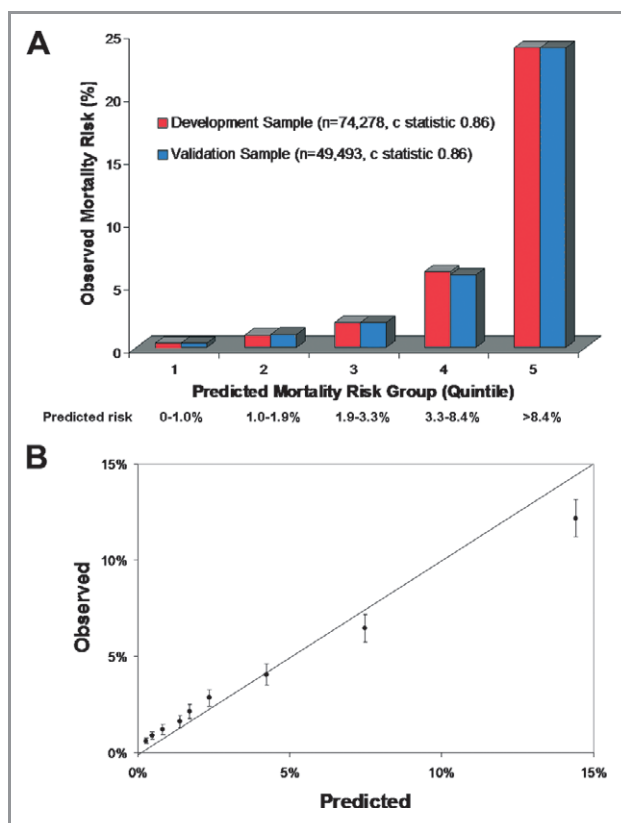 A
25
20
15
10
5
0
Observed Mortality Risk (%)
Development Sample (n=74,278, c statistic 0.86)
Validation Sample (n=49,493, c statistic 0.86)
1 2 3 4 5
Predicted Mortality Risk Group (Quintile)
Predicted risk 0-1.0% 1.0-1.9% 1.9-3.3% 3.3-8.4% >8.4%
B
15%
10%
5%
0%
Observed
0% 5% 10% 15%
Predicted